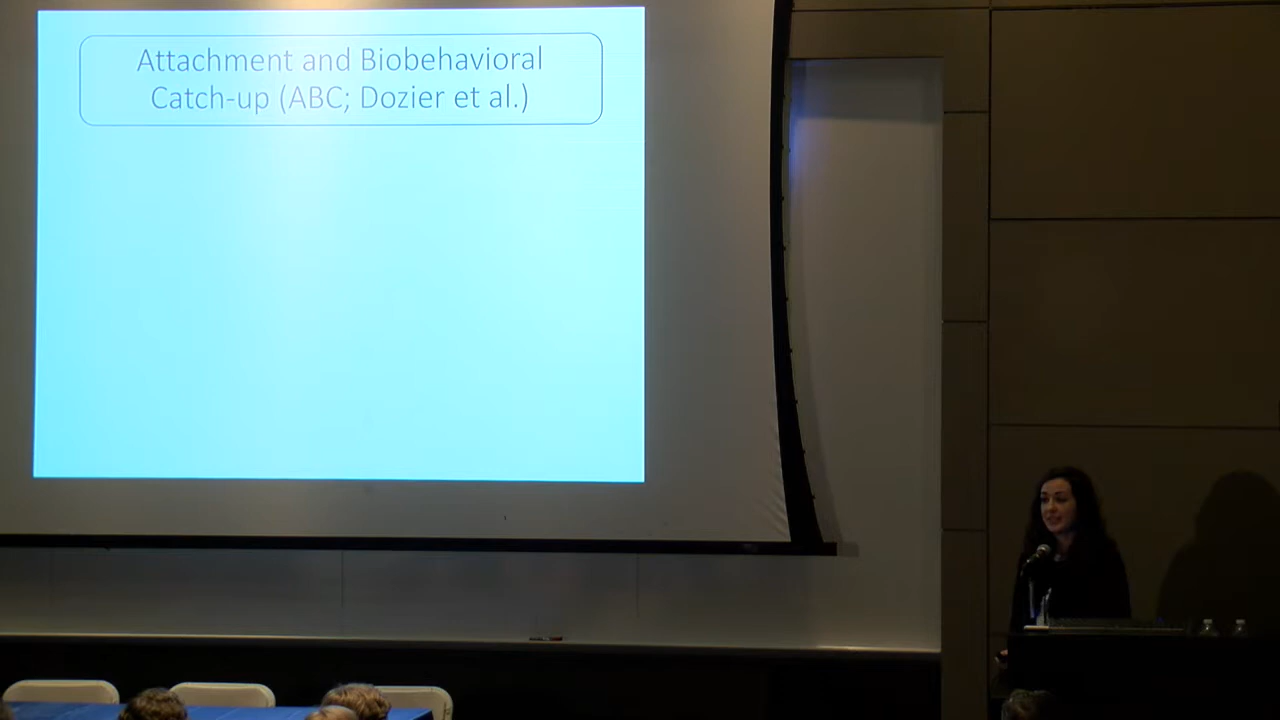 Attachment and Biobehavioral
Catch-up (ABC; Dozier et al.)